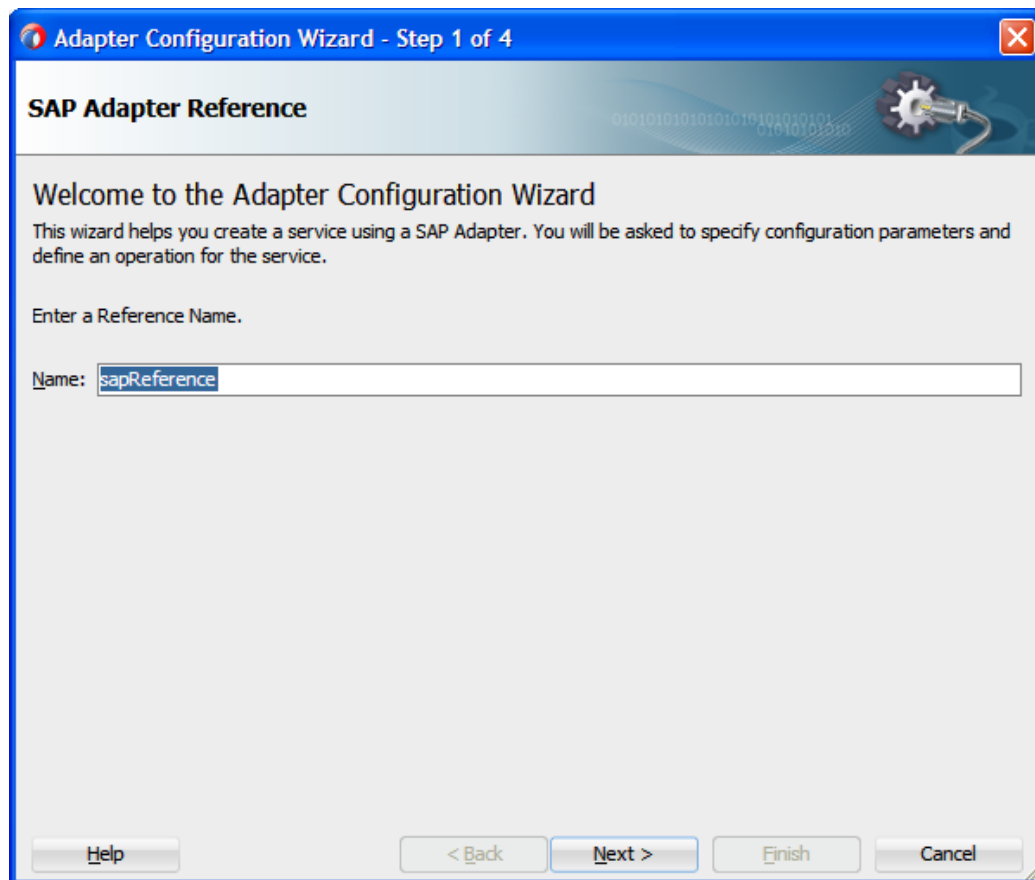 Adapter Configuration Wizard - Step 1 of 4
SAP Adapter Reference
01010101010101010101010101
01010101010
Welcome to the Adapter Configuration Wizard
This wizard helps you create a service using a SAP Adapter. You will be asked to specify configuration parameters and
define an operation for the service.
Enter a Reference Name.
Name: sapReference
Help < Back Next > Finish Cancel